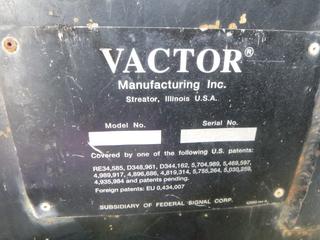 VACTOR®
Manufacturing Inc.
Streator, Illinois U.S.A.
Model No. Serial No.
Covered by one of the following U.S. patents:
RE34,585, D348,961, D344,162, 5,704,989, 5,469,597,
4,989,917, 4,896,686, 4,819,314, 5,755,264, 5,030,259,
4,935,984 and patents pending.
Foreign patents: EU 0,434,007
SUBSIDIARY OF FEDERAL SIGNAL CORP.